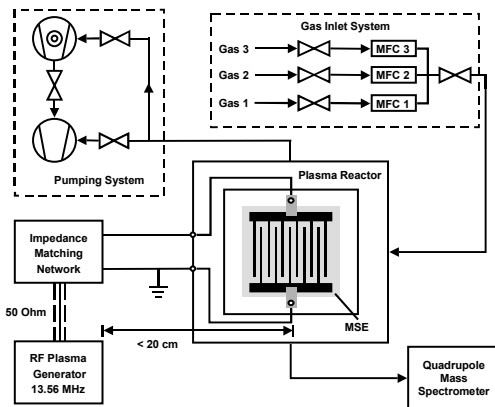 Gas Inlet System
Gas 3
MFC 3
Gas 2
MFC 2
Gas 1
MFC 1
Pumping System
Plasma Reactor
Impedance
Matching
Network
50 Ohm
MSE
< 20 cm
RF Plasma
Generator
13.56 MHz
Quadrupole
Mass
Spectrometer